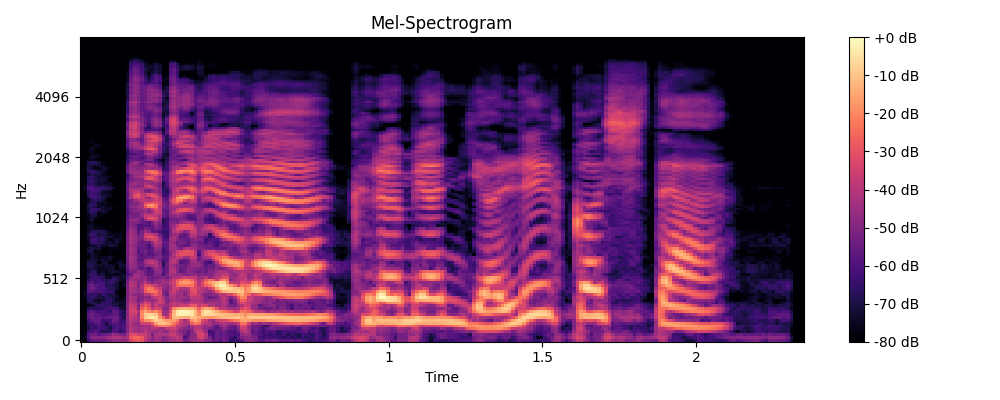 Mel-Spectrogram
+0 dB
4096
-10 dB
-20 dB
2048
-30 dB
Hz
1024
-40 dB
-50 dB
512
-60 dB
-70 dB
0
-80 dB
0
0.5
1
1.5
2
Time